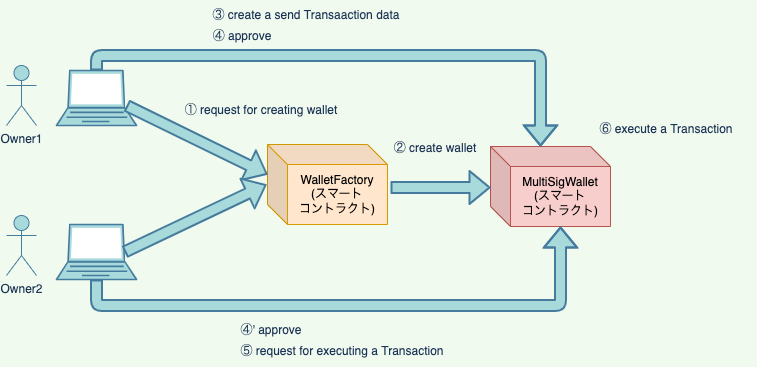 ③ create a send Transaaction data
④ approve
Owner1
① request for creating wallet
② create wallet
⑥ execute a Transaction
WalletFactory
(スマート
コントラクト)
MultiSigWallet
(スマート
コントラクト)
Owner2
④' approve
⑤ request for executing a Transaction